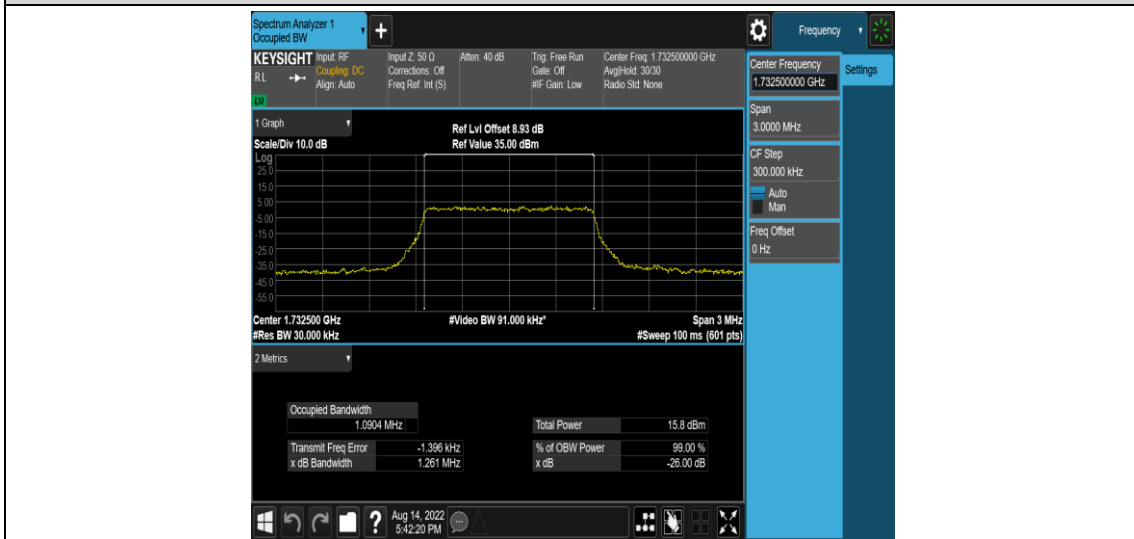 Spectrum Analyzer 1
Occupied BW
+
Frequency
KEYSIGHT
RL
Input: RF
Coupling: DC
Align: Auto
Input Z: 50 Ω
Corrections: Off
Freq Ref: Int (S)
Atten: 40 dB
Trig: Free Run
Gate: Off
#IF Gain: Low
Center Freq: 1.732500000 GHz
Avg|Hold: 30/30
Radio Std: None
Center Frequency
1.732500000 GHz
Settings
Span
3.0000 MHz
CF Step
300.000 kHz
Auto
Man
Freq Offset
0 Hz
1 Graph
Scale/Div 10.0 dB
Ref Lvl Offset 8.93 dB
Ref Value 35.00 dBm
Log
25.0
15.0
5.00
-5.00
-15.0
-25.0
-35.0
-45.0
-55.0
Center 1.732500 GHz
#Res BW 30.000 kHz
#Video BW 91.000 kHz*
Span 3 MHz
#Sweep 100 ms (601 pts)
2 Metrics
Occupied Bandwidth
1.0904 MHz
Total Power 15.8 dBm
Transmit Freq Error -1.396 kHz
% of OBW Power 99.00 %
x dB Bandwidth 1.261 MHz
x dB -26.00 dB
?
Aug 14, 2022
5:42:20 PM